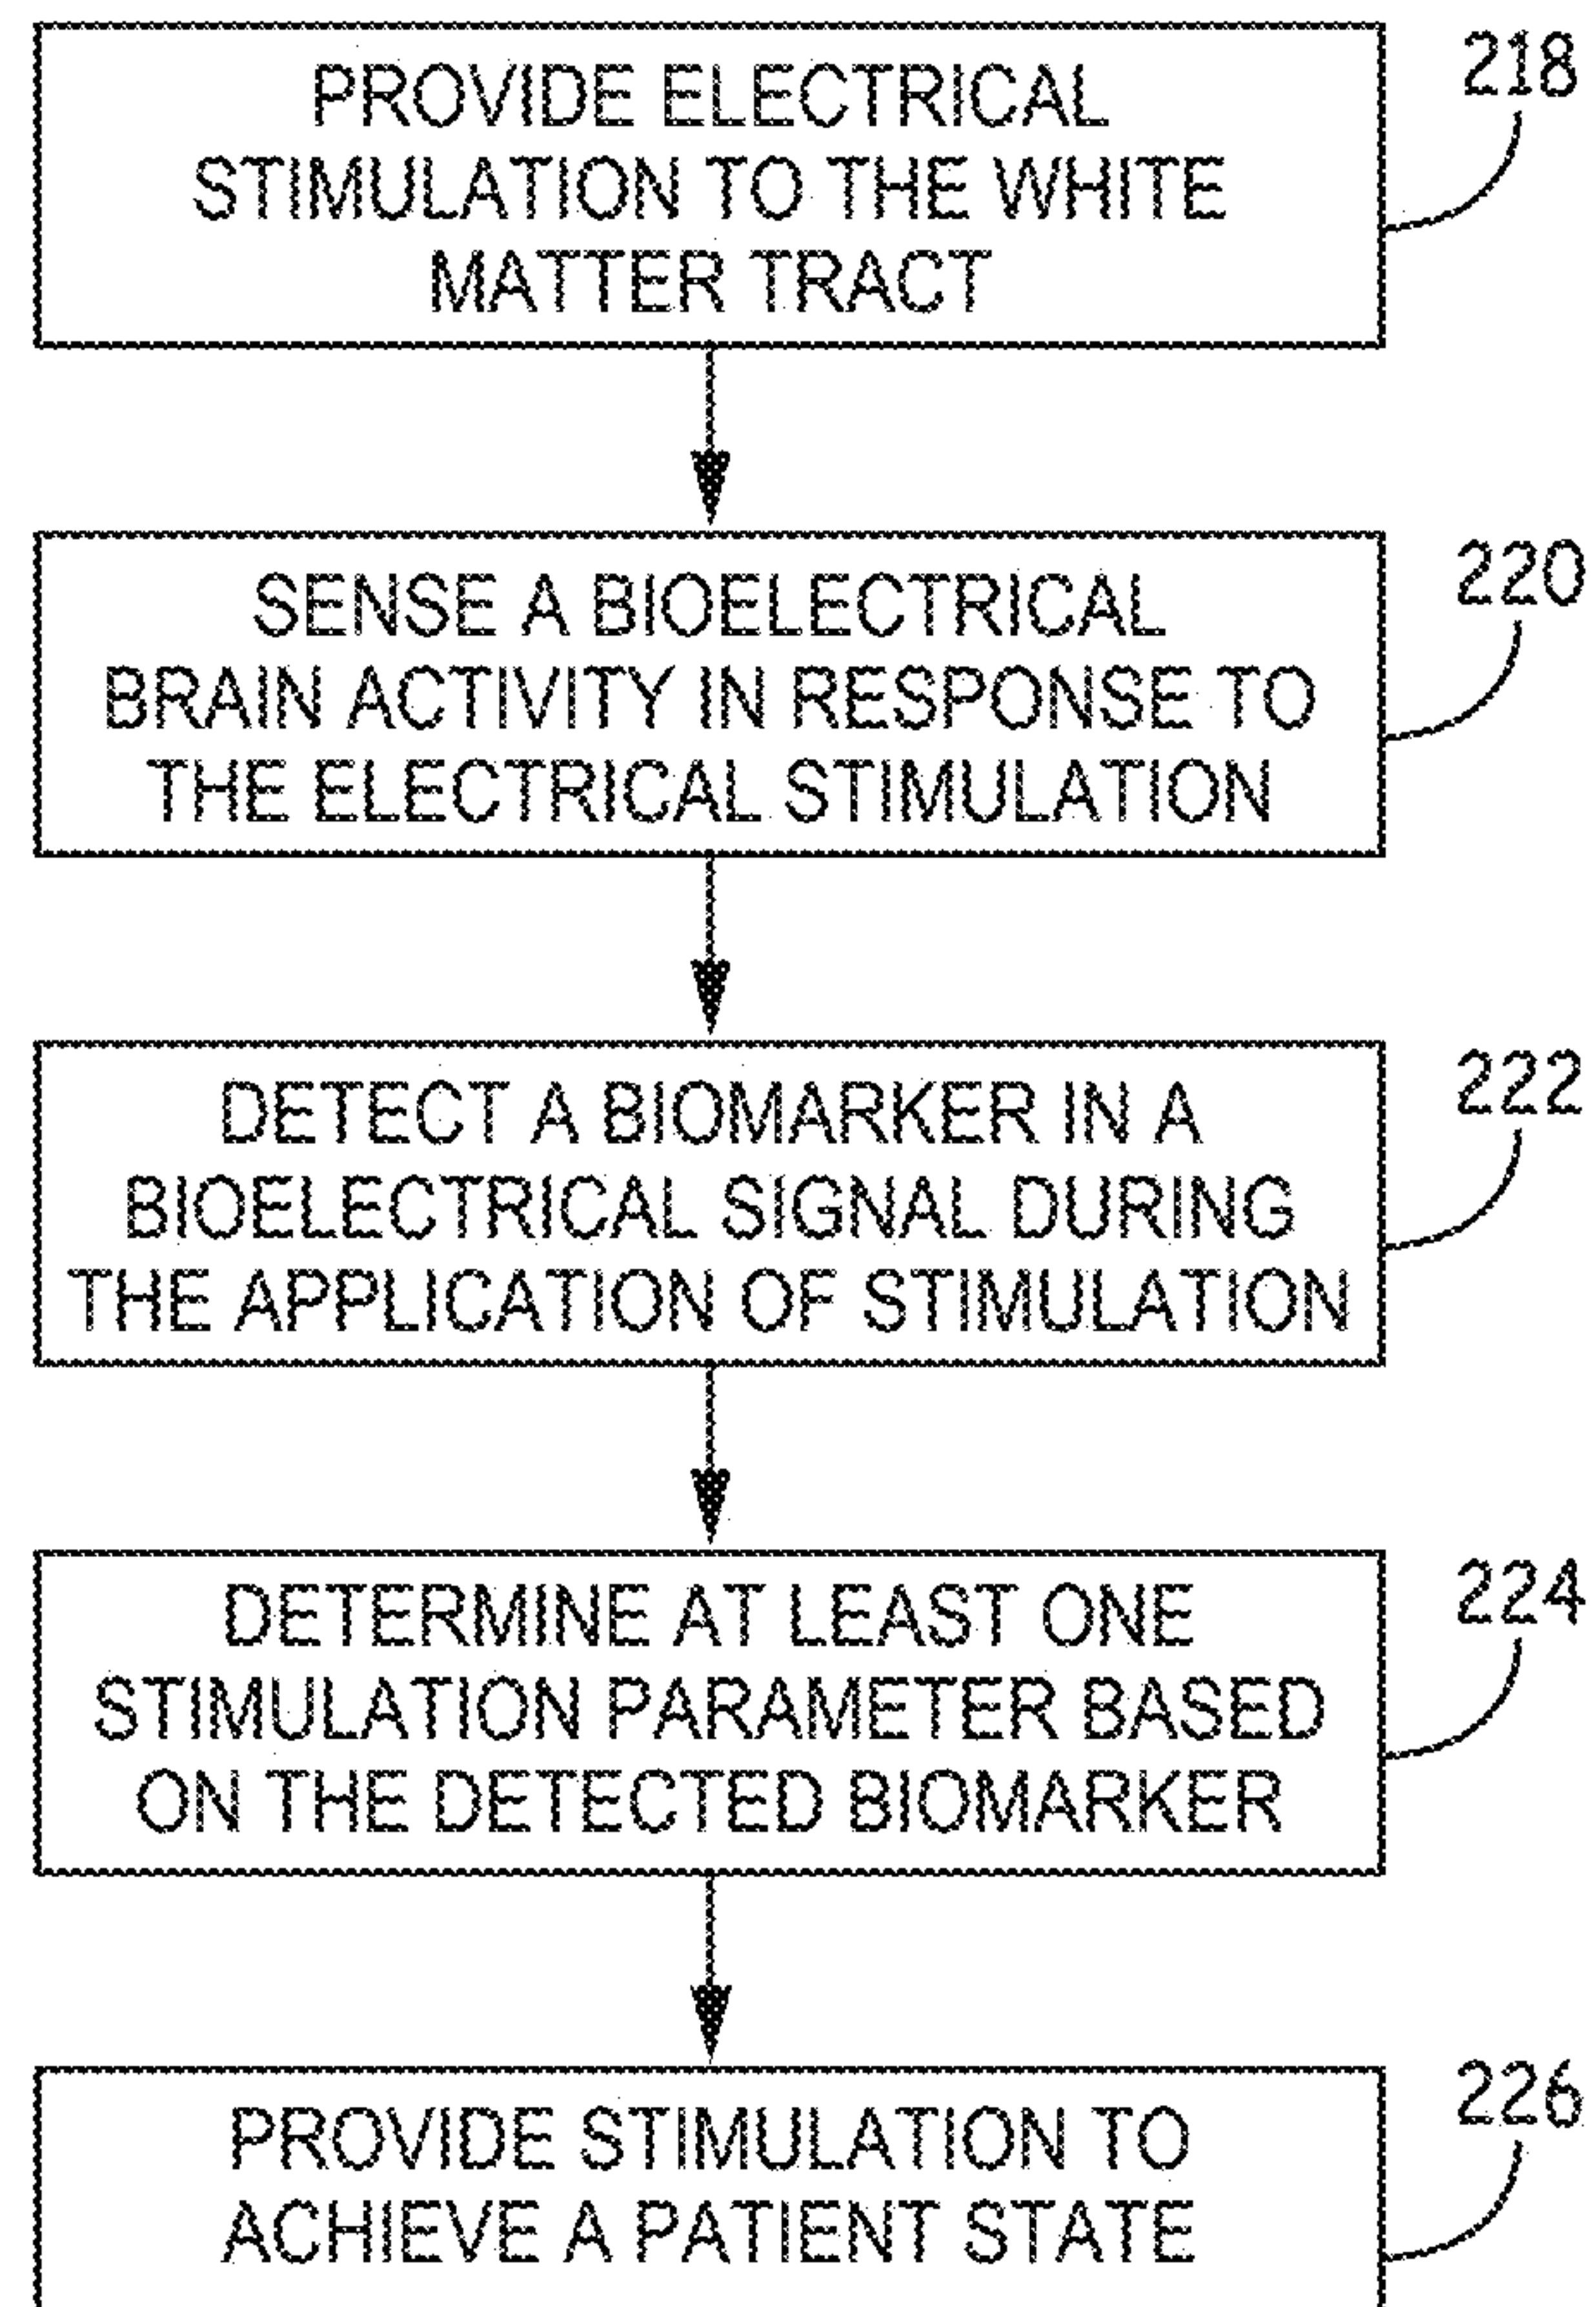 PROVIDE ELECTRICAL
STIMULATION TO THE WHITE
MATTER TRACT
218
SENSE A BIOELECTRICAL
BRAIN ACTIVITY IN RESPONSE TO
THE ELECTRICAL STIMULATION
220
DETECT A BIOMARKER IN A
BIOELECTRICAL SIGNAL DURING
THE APPLICATION OF STIMULATION
222
DETERMINE AT LEAST ONE
STIMULATION PARAMETER BASED
ON THE DETECTED BIOMARKER
224
PROVIDE STIMULATION TO
ACHIEVE A PATIENT STATE
226